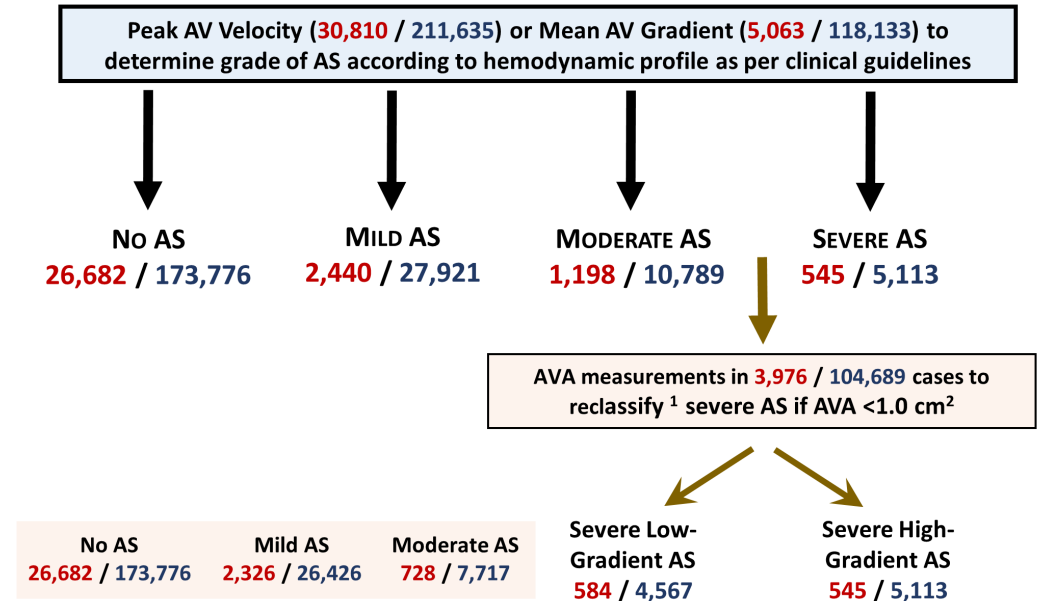 Peak AV Velocity (30,810 / 211,635) or Mean AV Gradient (5,063 / 118,133) to
determine grade of AS according to hemodynamic profile as per clinical guidelines
No AS
26,682 / 173,776
Mild AS
2,440 / 27,921
Moderate AS
1,198 / 10,789
Severe AS
545 / 5,113
AVA measurements in 3,976 / 104,689 cases to
reclassify ¹ severe AS if AVA <1.0 cm²
No AS
26,682 / 173,776
Mild AS
2,326 / 26,426
Moderate AS
728 / 7,717
Severe Low-
Gradient AS
584 / 4,567
Severe High-
Gradient AS
545 / 5,113